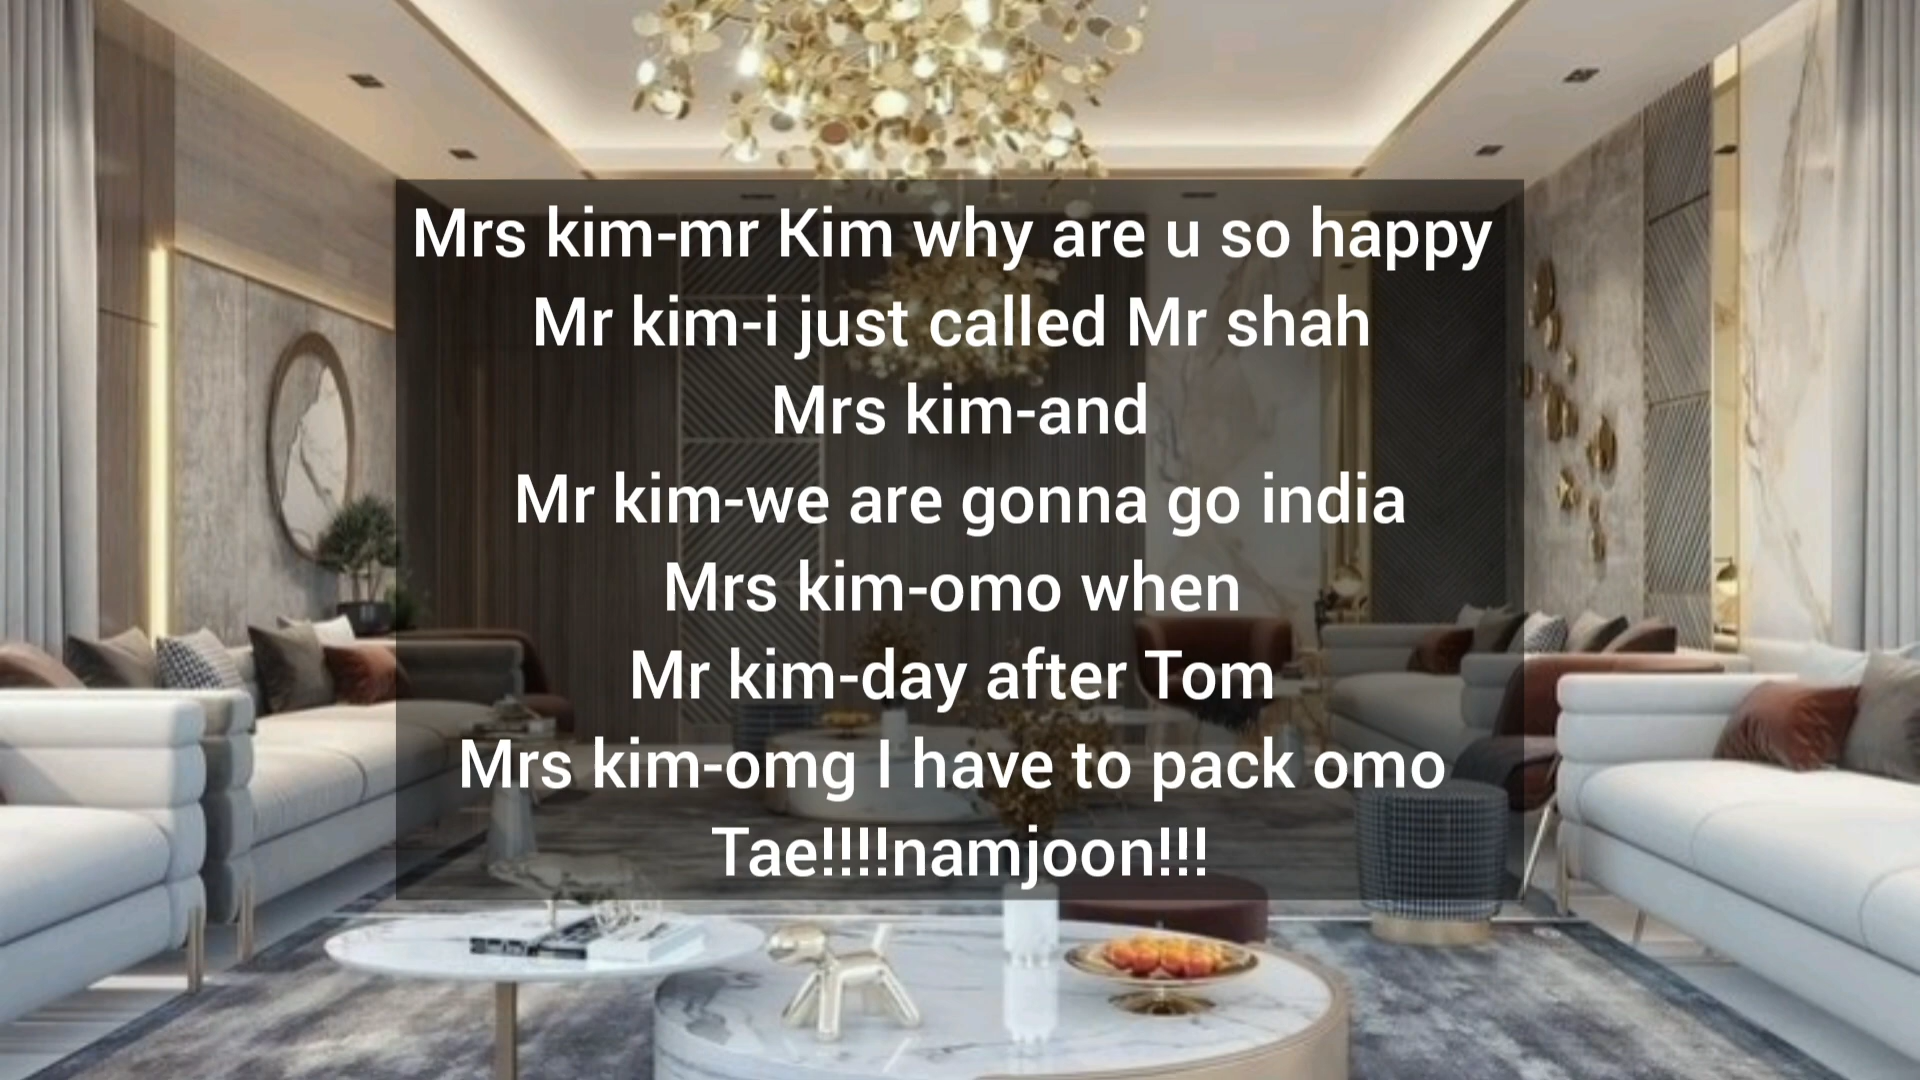 Mrs kim-mr Kim why are u so happy
Mr kim-i just called Mr shah
Mrs kim-and
Mr kim-we are gonna go india
Mrs kim-omo when
Mr kim-day after Tom
Mrs kim-omg I have to pack omo
Tae!!!!namjoon!!!